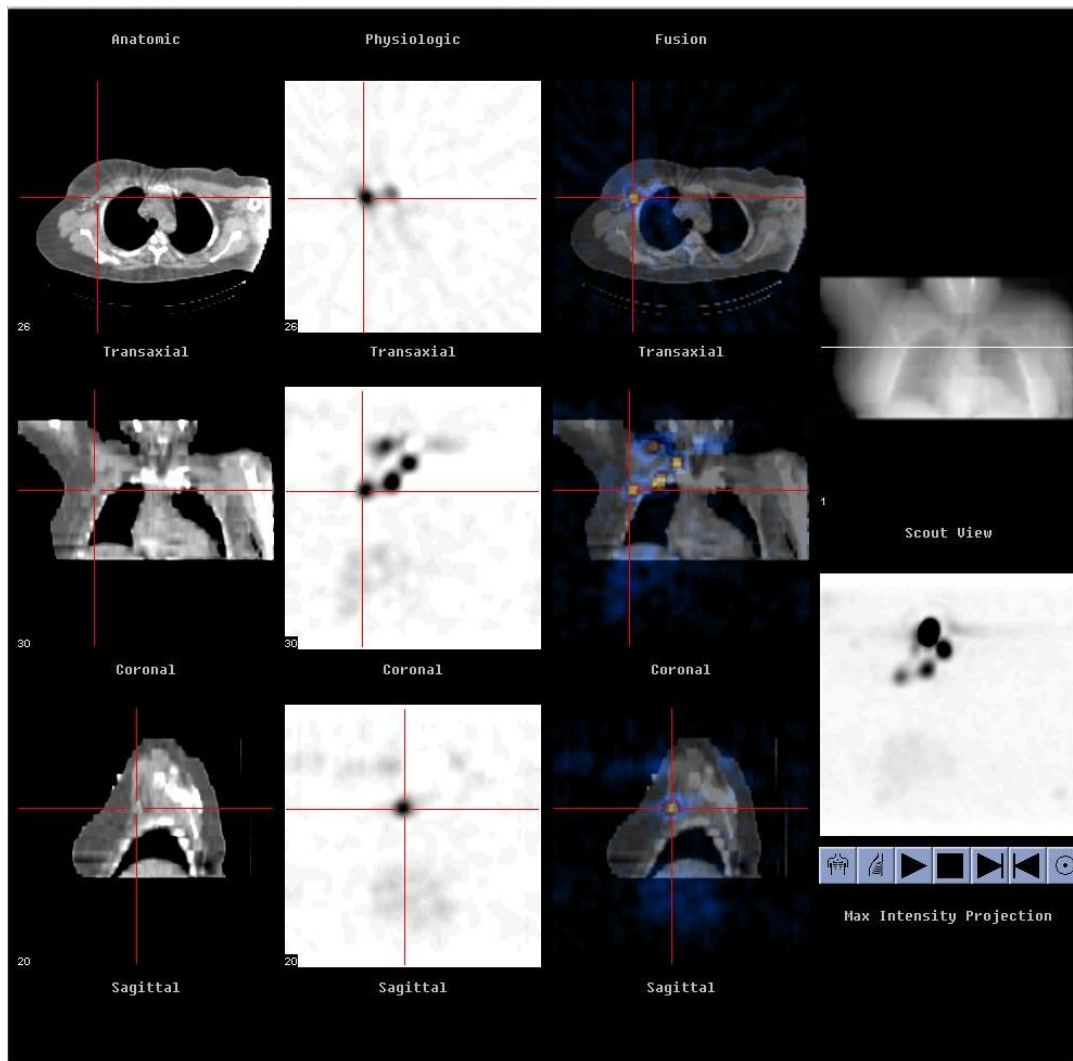 Anatomic Physiologic Fusion
26 26
Transaxial Transaxial Transaxial
30 30
Coronal Coronal Coronal
1
Scout View
20 20
Sagittal Sagittal Sagittal
Max Intensity Projection